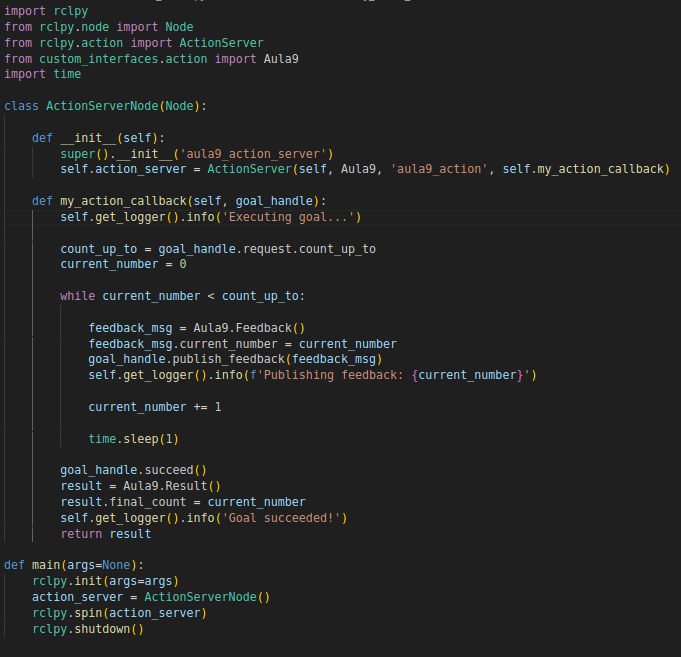 import rclpy
from rclpy.node import Node
from rclpy.action import ActionServer
from custom_interfaces.action import Aula9
import time

class ActionServerNode(Node):

    def __init__(self):
        super().__init__('aula9_action_server')
        self.action_server = ActionServer(self, Aula9, 'aula9_action', self.my_action_callback)

    def my_action_callback(self, goal_handle):
        self.get_logger().info('Executing goal...')

        count_up_to = goal_handle.request.count_up_to
        current_number = 0

        while current_number < count_up_to:

            feedback_msg = Aula9.Feedback()
            feedback_msg.current_number = current_number
            goal_handle.publish_feedback(feedback_msg)
            self.get_logger().info(f'Publishing feedback: {current_number}')

            current_number += 1

            time.sleep(1)

        goal_handle.succeed()
        result = Aula9.Result()
        result.final_count = current_number
        self.get_logger().info('Goal succeeded!')
        return result

def main(args=None):
    rclpy.init(args=args)
    action_server = ActionServerNode()
    rclpy.spin(action_server)
    rclpy.shutdown()